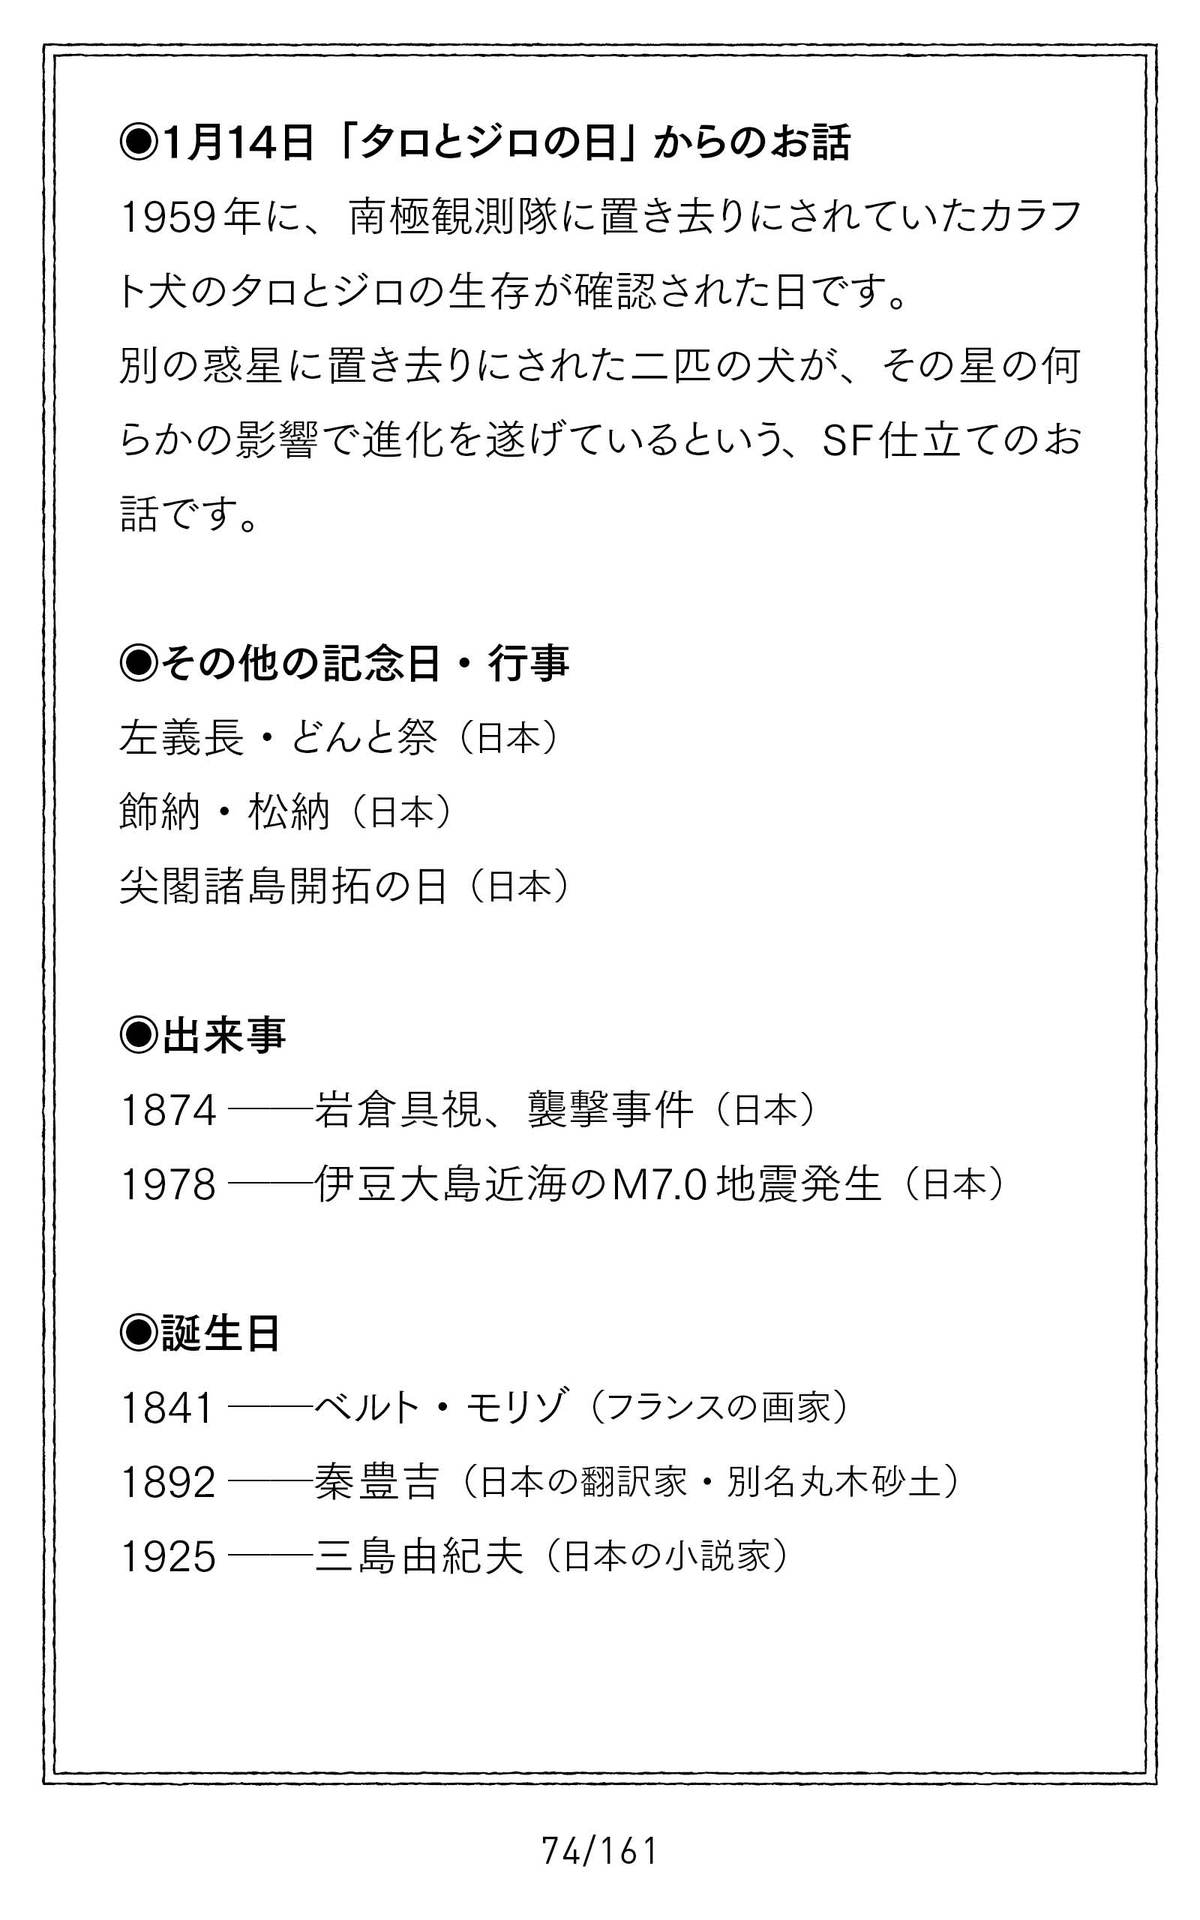 ◉1月14日「タロとジロの日」からのお話
1959年に、南極観測隊に置き去りにされていたカラフ
ト犬のタロとジロの生存が確認された日です。
別の惑星に置き去りにされた二匹の犬が、その星の何
らかの影響で進化を遂げているという、SF仕立てのお
話です。
◉その他の記念日・行事
左義長・どんと祭（日本）
飾納・松納（日本）
尖閣諸島開拓の日（日本）
◉出来事
1874 ──岩倉具視、襲撃事件（日本）
1978 ──伊豆大島近海のM7.0地震発生（日本）
◉誕生日
1841 ──ベルト・モリゾ（フランスの画家）
1892 ──秦豊吉（日本の翻訳家・別名丸木砂土）
1925 ──三島由紀夫（日本の小説家）
74/161